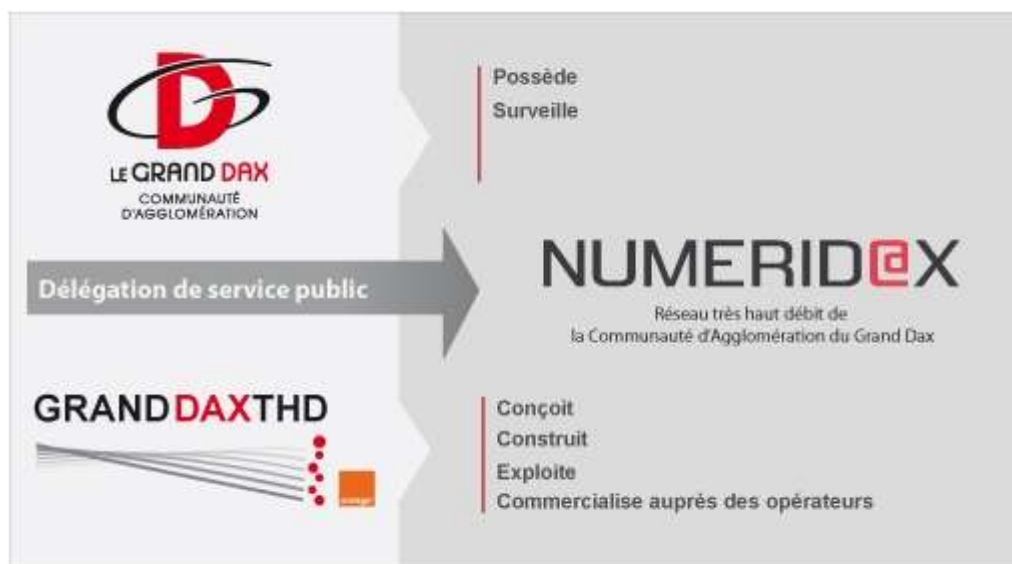 Possède
Surveille
LE GRAND DAX
COMMUNAUTÉ
D'AGGLOMÉRATION
Délégation de service public
NUMERID@X
Réseau très haut débit de
la Communauté d'Agglomération du Grand Dax
GRANDDAXTHD
orange
Conçoit
Construit
Exploite
Commercialise auprès des opérateurs